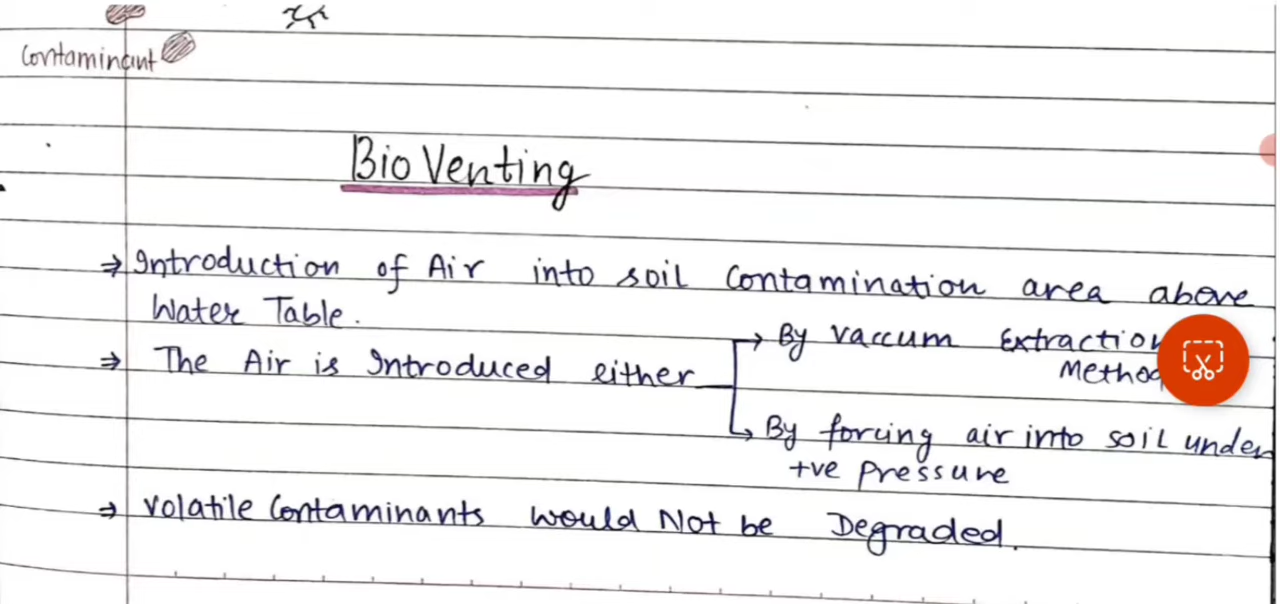 Contaminant
Bio Venting
⇒ Introduction of Air into soil Contamination area above
Water Table.
⇒ The Air is Introduced either
→ By vaccum Extraction
Method
↳ By forcing air into soil under
+ve pressure
⇒ Volatile Contaminants would Not be Degraded.